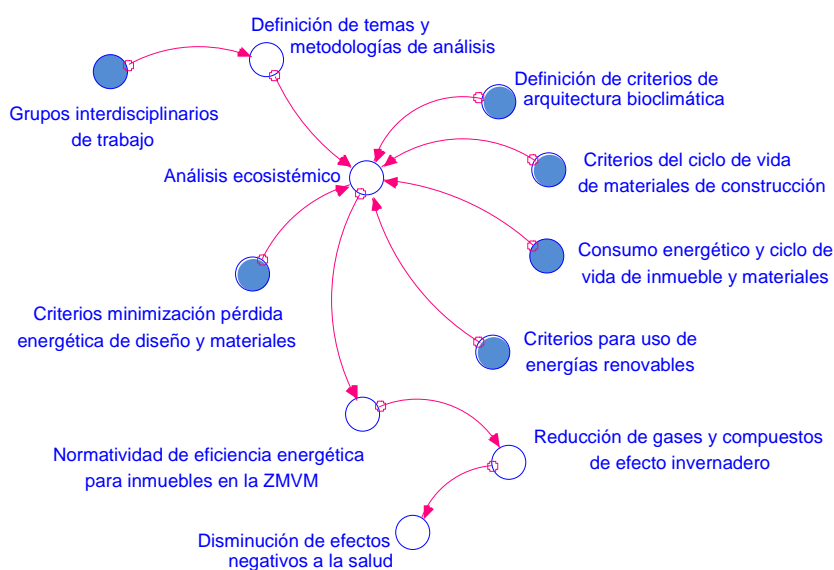 Definición de temas y
metodologías de análisis
Grupos interdisciplinarios
de trabajo
Definición de criterios de
arquitectura bioclimática
Análisis ecosistémico
Criterios del ciclo de vida
de materiales de construcción
Consumo energético y ciclo de
vida de inmueble y materiales
Criterios minimización pérdida
energética de diseño y materiales
Criterios para uso de
energías renovables
Normatividad de eficiencia energética
para inmuebles en la ZMVM
Reducción de gases y compuestos
de efecto invernadero
Disminución de efectos
negativos a la salud